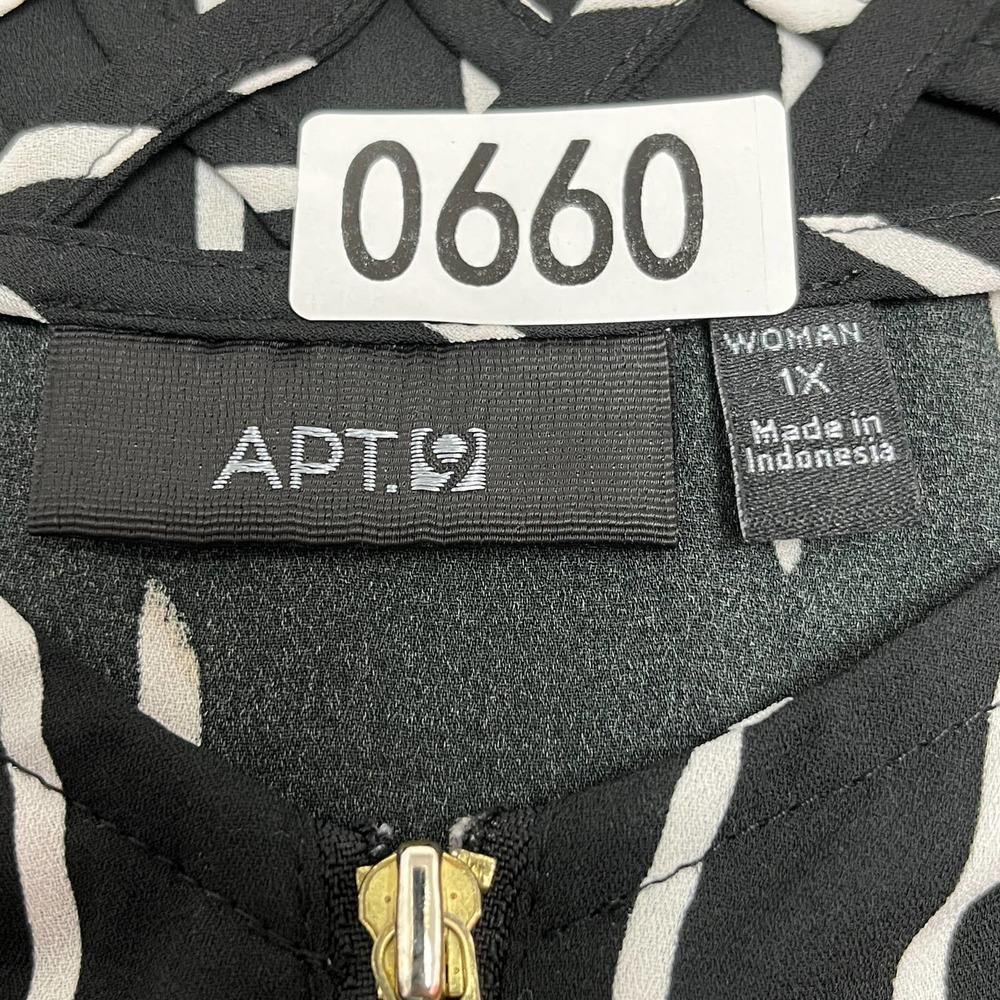 0660
APT.9
WOMAN
1X
Made in
Indonesia